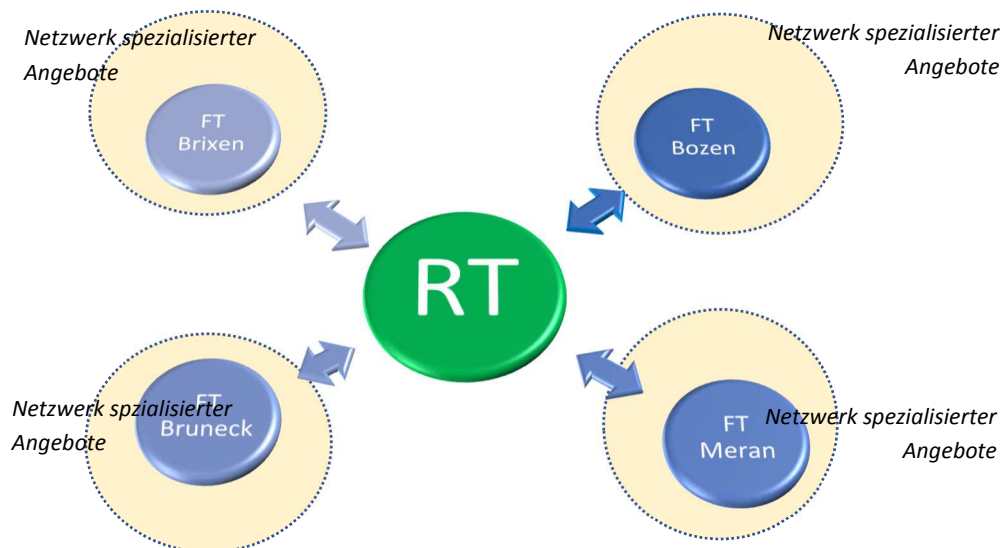 Netzwerk spezialisierter
Angebote
FT
Brixen
Netzwerk spezialisierter
Angebote
FT
Bozen
RT
Netzwerk spzialisierter
Angebote
FT
Bruneck
Netzwerk spezialisierter
Angebote
FT
Meran